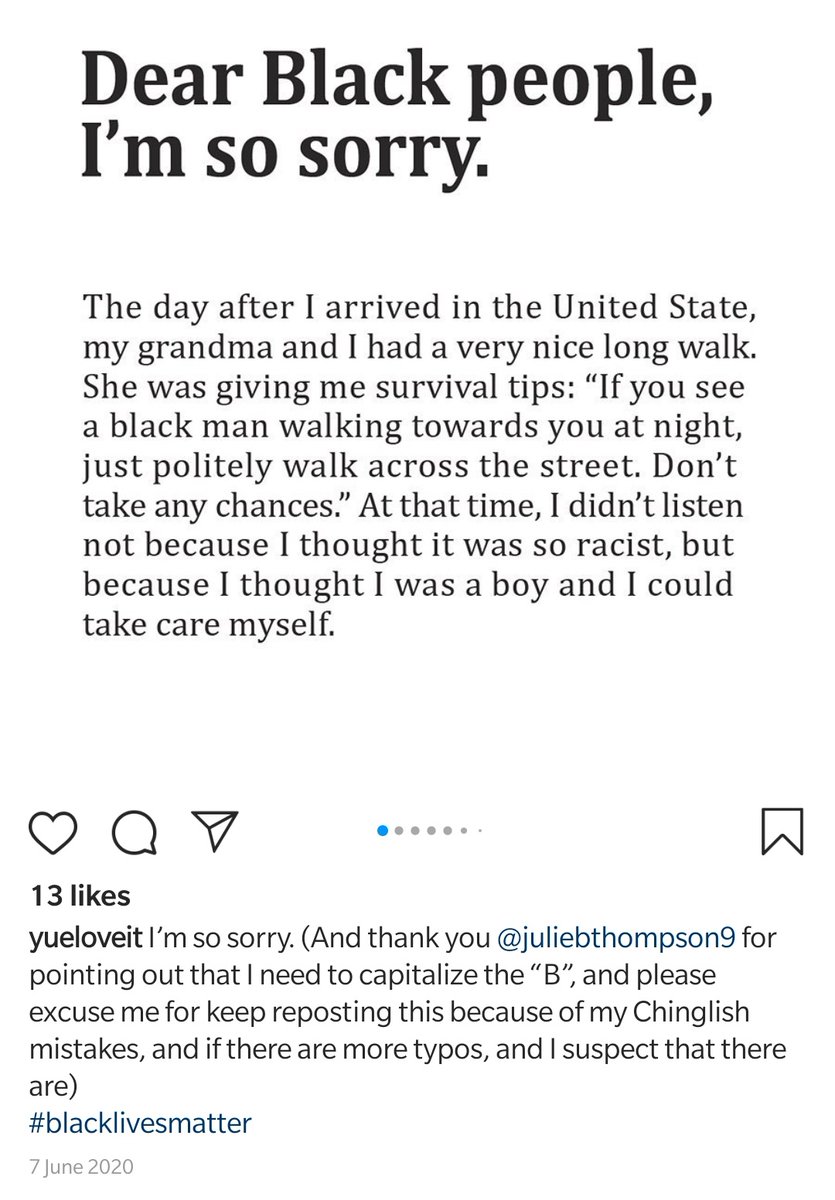 Dear Black people,
I’m so sorry.
The day after I arrived in the United State,
my grandma and I had a very nice long walk.
She was giving me survival tips: “If you see
a black man walking towards you at night,
just politely walk across the street. Don’t
take any chances.” At that time, I didn’t listen
not because I thought it was so racist, but
because I thought I was a boy and I could
take care myself.
13 likes
yueloveit I’m so sorry. (And thank you @juliebthompson9 for
pointing out that I need to capitalize the “B”, and please
excuse me for keep reposting this because of my Chinglish
mistakes, and if there are more typos, and I suspect that there
are)
#blacklivesmatter
7 June 2020